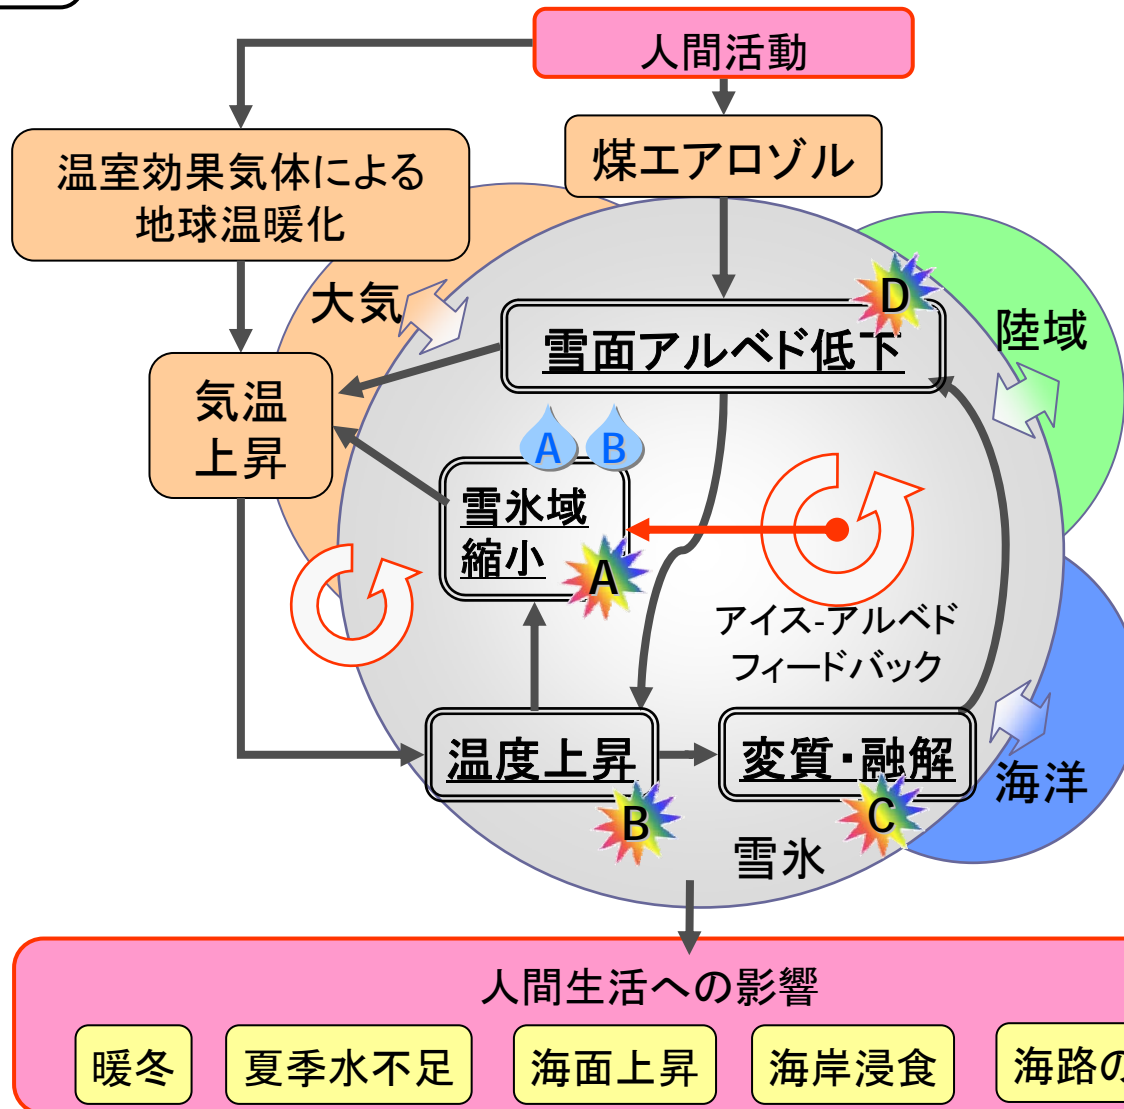 人間活動
温室効果気体による
地球温暖化
煤エアロゾル
大気
D
雪面アルベド低下
陸域
気温
上昇
A B
雪氷域
縮小
A
アイス-アルベド
フィードバック
温度上昇
変質・融解
海洋
B
C
雪氷
人間生活への影響
暖冬
夏季水不足
海面上昇
海岸浸食
海路の